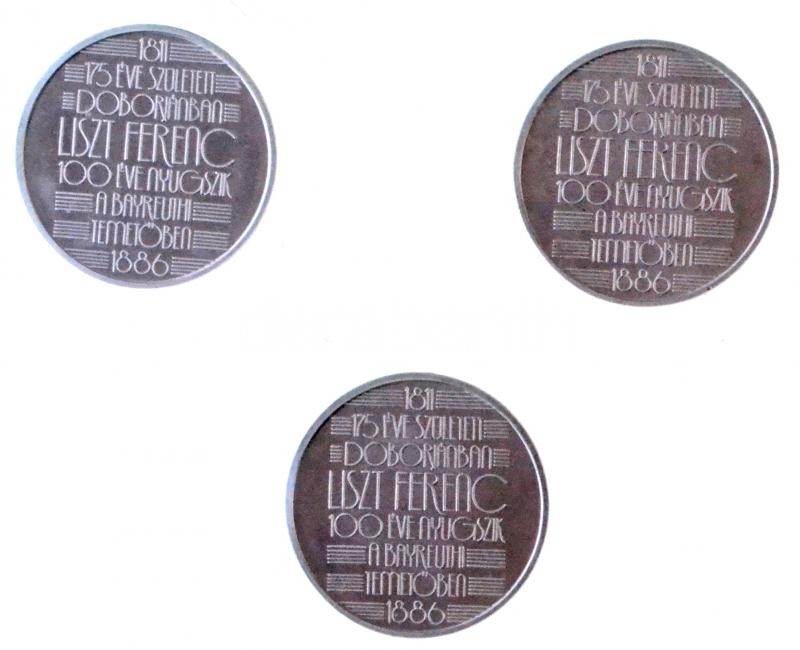 1811
175 ÉVE SZÜLETETT
DOBORJÁNBAN
LISZT FERENC
100 ÉVE NYUGSZIK
A BAYREUTHI
TEMETŐBEN
1886
1811
175 ÉVE SZÜLETETT
DOBORJÁNBAN
LISZT FERENC
100 ÉVE NYUGSZIK
A BAYREUTHI
TEMETŐBEN
1886
1811
175 ÉVE SZÜLETETT
DOBORJÁNBAN
LISZT FERENC
100 ÉVE NYUGSZIK
A BAYREUTHI
TEMETŐBEN
1886